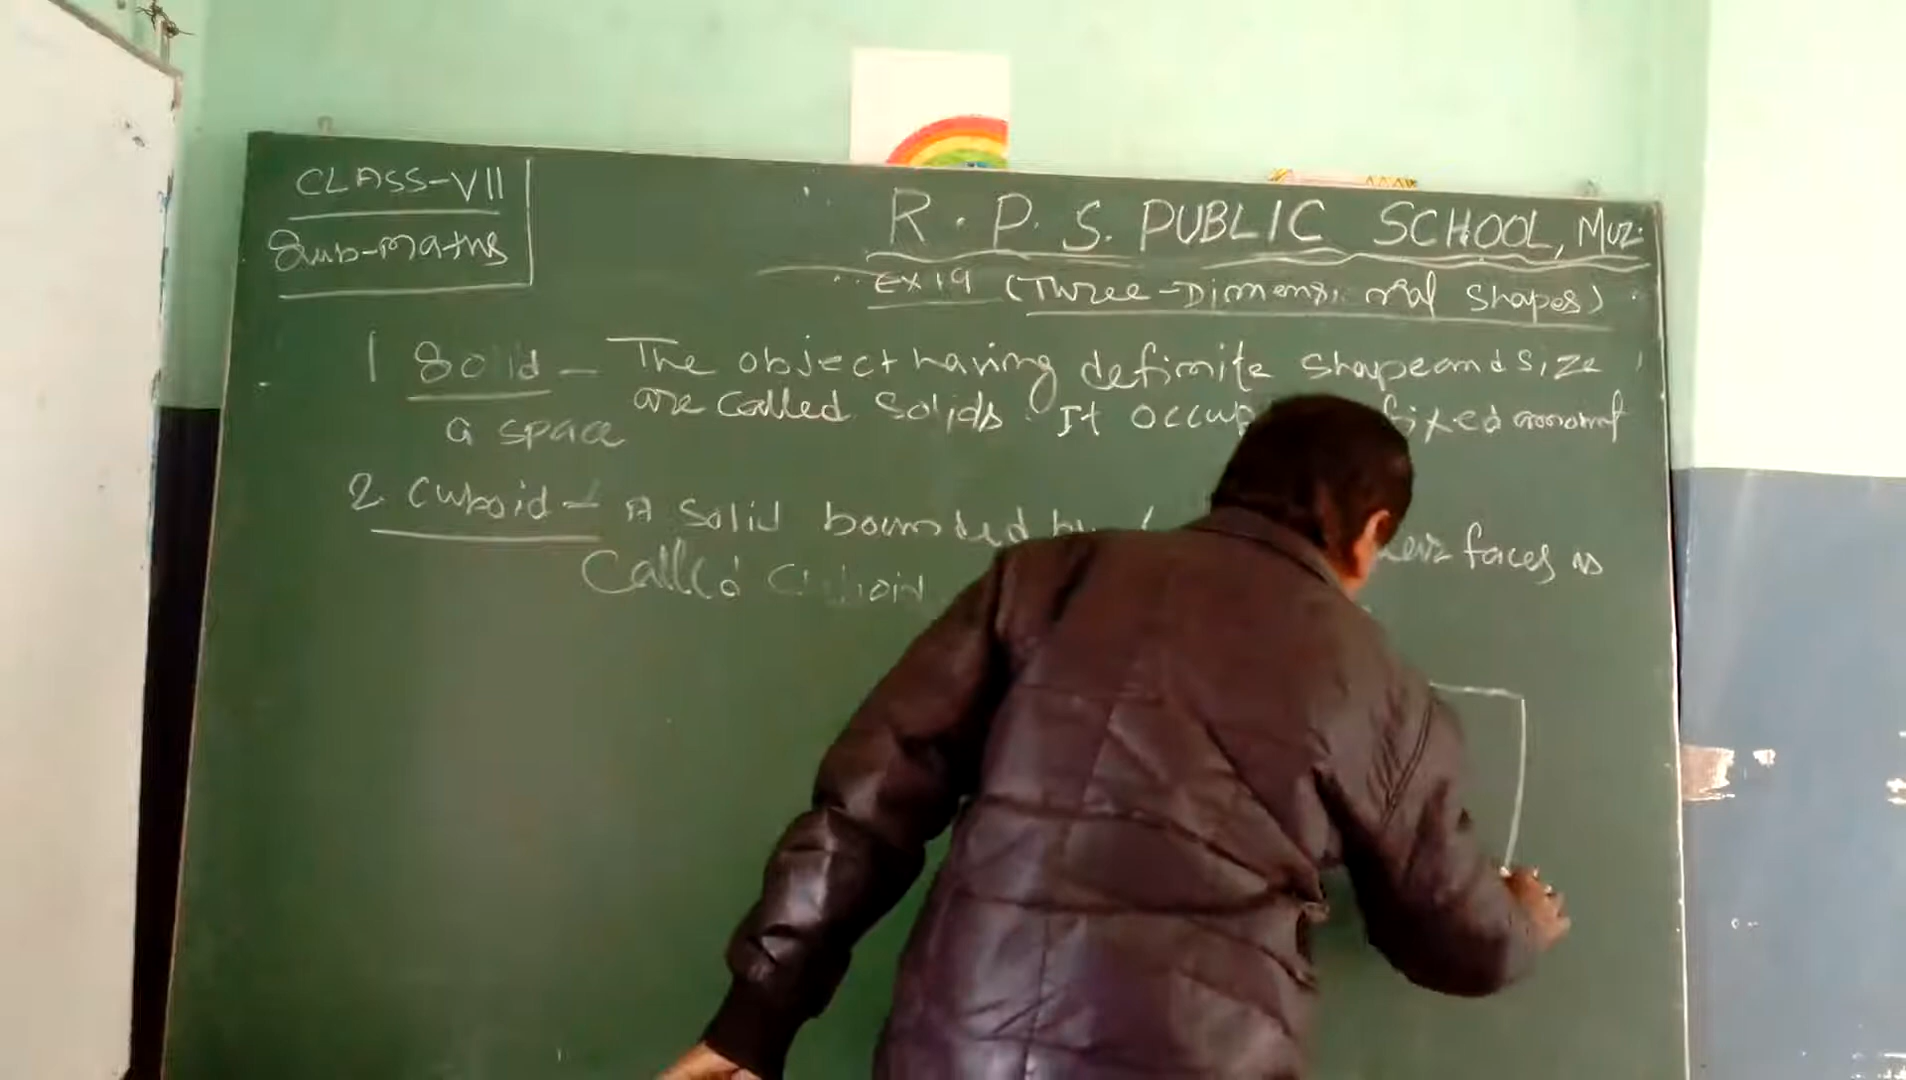 CLASS-VII
Sub-maths
R. P. S. PUBLIC SCHOOL, MUZ.
EX 19 (Three-Dimensional Shapes)
1 Solid - The object having definite shape and size
are called Solids. It occup fixed amount
a space
2 Cuboid - A solid bounded by faces is
Called Cuboid